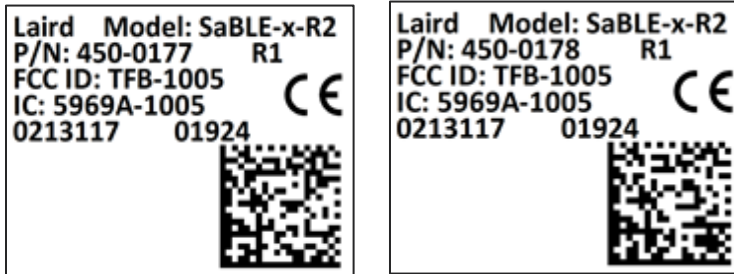 Laird Model: SaBLE-x-R2
P/N: 450-0177 R1
FCC ID: TFB-1005
IC: 5969A-1005
CE
0213117 01924
Laird Model: SaBLE-x-R2
P/N: 450-0178 R1
FCC ID: TFB-1005
IC: 5969A-1005
CE
0213117 01924